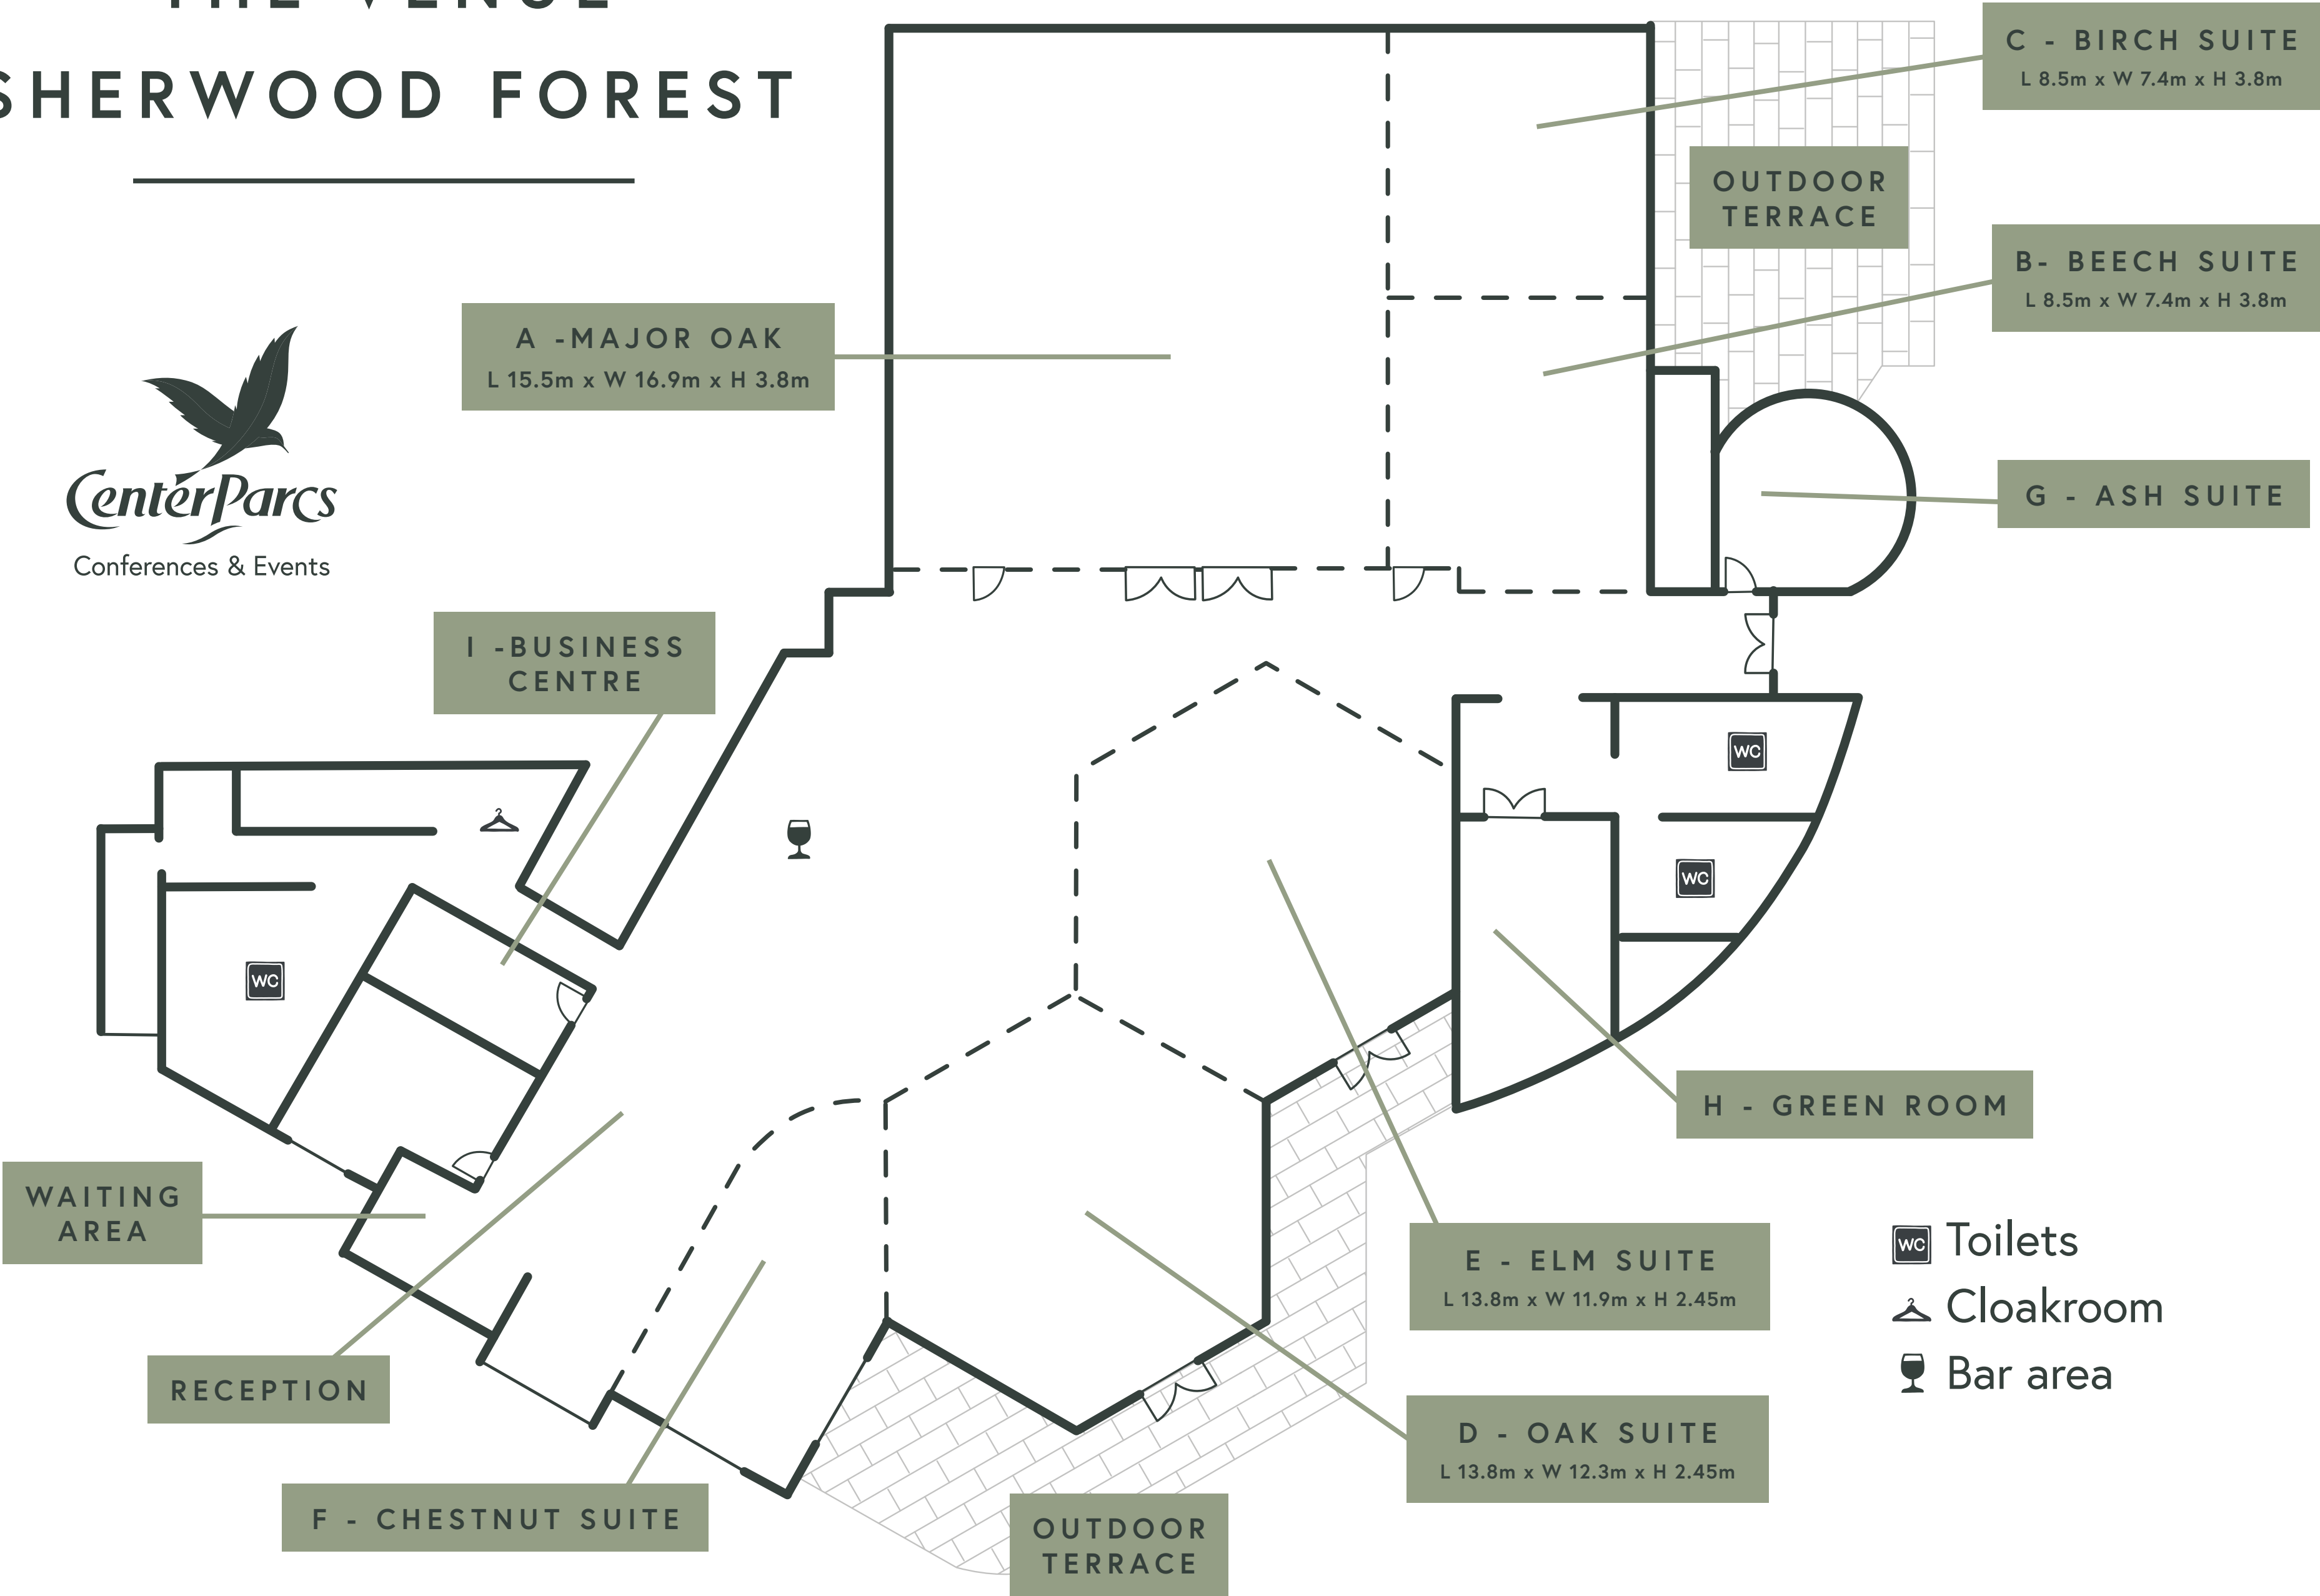 THE VENUE
SHERWOOD FOREST
C - BIRCH SUITE
L 8.5m x W 7.4m x H 3.8m
OUTDOOR
TERRACE
B- BEECH SUITE
L 8.5m x W 7.4m x H 3.8m
A -MAJOR OAK
L 15.5m x W 16.9m x H 3.8m
G - ASH SUITE
CenterParcs
Conferences & Events
I -BUSINESS
CENTRE
WC
WC
WC
H - GREEN ROOM
WAITING
AREA
E - ELM SUITE
L 13.8m x W 11.9m x H 2.45m
WC Toilets
Cloakroom
Bar area
RECEPTION
D - OAK SUITE
L 13.8m x W 12.3m x H 2.45m
F - CHESTNUT SUITE
OUTDOOR
TERRACE